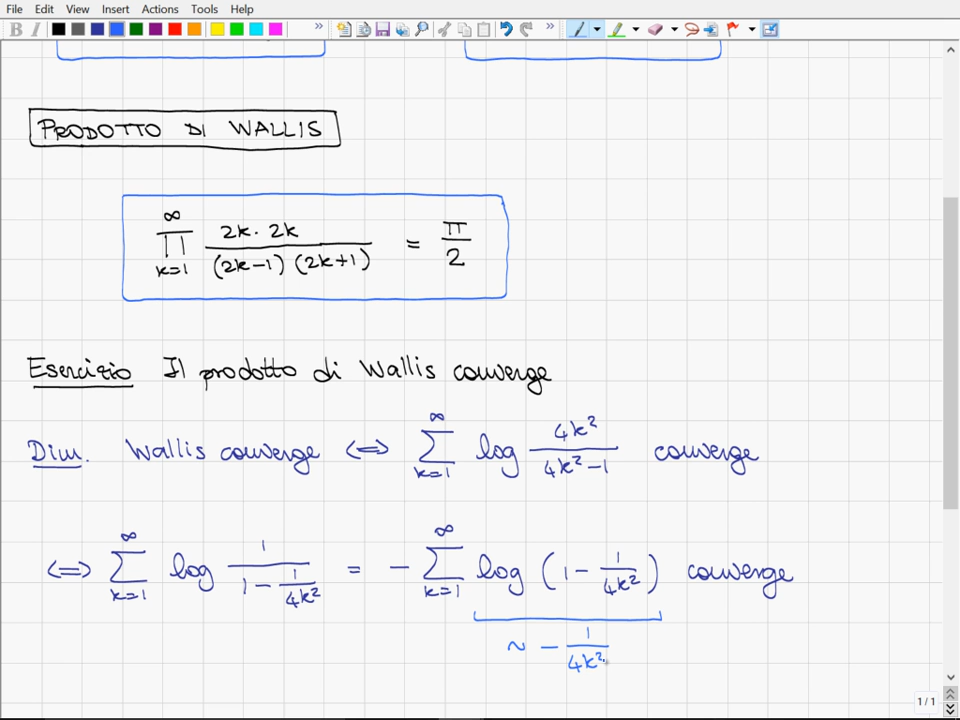 File Edit View Insert Actions Tools Help
B I
PRODOTTO DI WALLIS
∞ ∏ k=1 2k · 2k / (2k-1) (2k+1) = π / 2
Esercizio Il prodotto di Wallis converge
Dim. Wallis converge ⟺ ∞ ∑ k=1 log 4k² / 4k²-1 converge
⟺ ∞ ∑ k=1 log 1 / 1 - 1/4k² = - ∞ ∑ k=1 log (1 - 1/4k²) converge
~ - 1/4k²
1/1